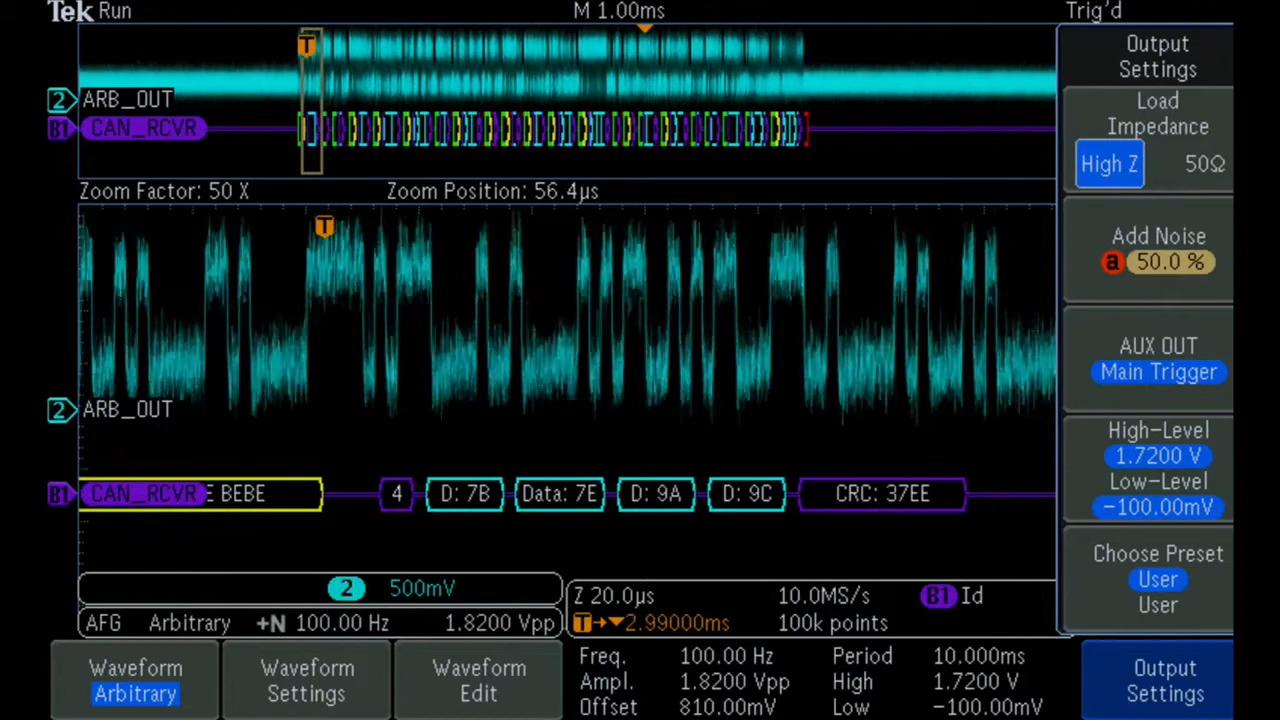 Tek Run M 1.00ms Trig'd
T
2 ARB_OUT
B1 CAN_RCVR
Zoom Factor: 50 X Zoom Position: 56.4µs
T
2 ARB_OUT
B1 CAN_RCVR E BEBE 4 D: 7B Data: 7E D: 9A D: 9C CRC: 37EE
2 500mV
AFG Arbitrary +N 100.00 Hz 1.8200 Vpp
Z 20.0µs 10.0MS/s B1 Id
T→▼2.99000ms 100k points
Output
Settings
Load
Impedance
High Z 50Ω
Add Noise
a 50.0 %
AUX OUT
Main Trigger
High-Level
1.7200 V
Low-Level
-100.00mV
Choose Preset
User
User
Waveform
Arbitrary
Waveform
Settings
Waveform
Edit
Freq. 100.00 Hz Period 10.000ms
Ampl. 1.8200 Vpp High 1.7200 V
Offset 810.00mV Low -100.00mV
Output
Settings